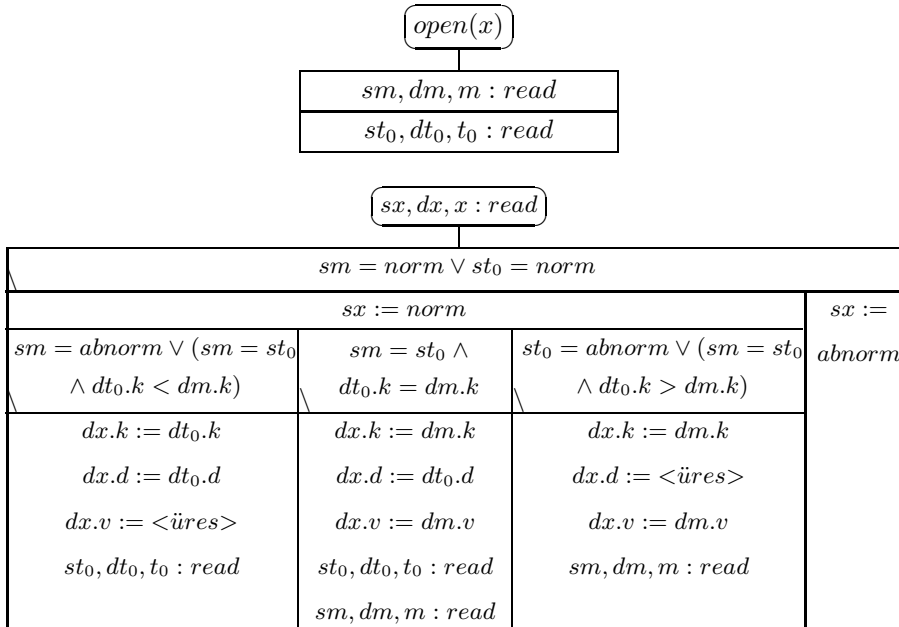 open(x)
sm, dm, m : read
st₀, dt₀, t₀ : read
sx, dx, x : read
sm = norm ∨ st₀ = norm
sx := norm
sm = abnorm ∨ (sm = st₀
∧ dt₀.k < dm.k)
sm = st₀ ∧
dt₀.k = dm.k
st₀ = abnorm ∨ (sm = st₀
∧ dt₀.k > dm.k)
dx.k := dt₀.k
dx.d := dt₀.d
dx.v := <üres>
st₀, dt₀, t₀ : read
dx.k := dm.k
dx.d := dt₀.d
dx.v := dm.v
st₀, dt₀, t₀ : read
sm, dm, m : read
dx.k := dm.k
dx.d := <üres>
dx.v := dm.v
sm, dm, m : read
sx :=
abnorm